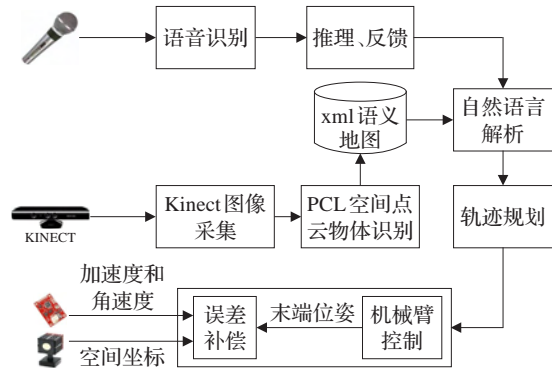 语音识别
推理、反馈
xml语义
地图
自然语言
解析
KINECT
Kinect图像
采集
PCL空间点
云物体识别
轨迹规划
加速度和
角速度
空间坐标
误差
补偿
末端位姿
机械臂
控制